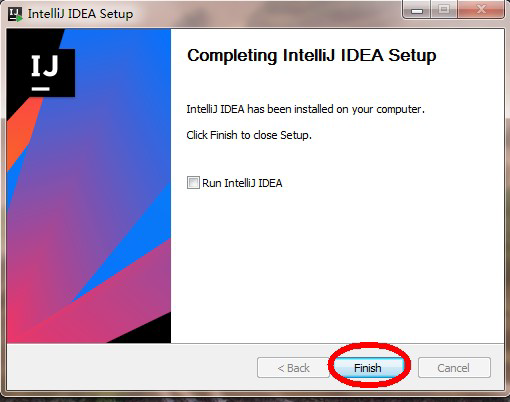 IntelliJ IDEA Setup
IJ
Completing IntelliJ IDEA Setup
IntelliJ IDEA has been installed on your computer.
Click Finish to close Setup.
Run IntelliJ IDEA
< Back Finish Cancel